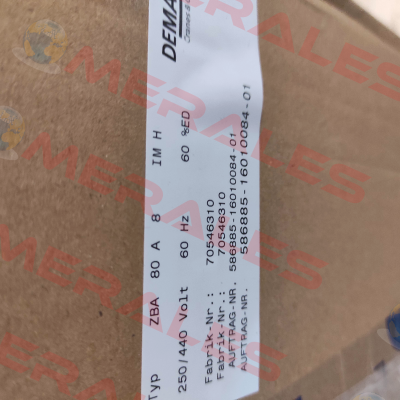 DEMA
Cranes &
Typ ZBA 80 A 8 IM H
250/440 Volt 60 Hz 60 %ED
Fabrik-Nr.: 70546310
Fabrik-Nr.: 70546310
AUFTRAG-NR. 586885-16010084-01
AUFTRAG-NR. 586885-16010084-01
MERALES
MERALES
MERALES